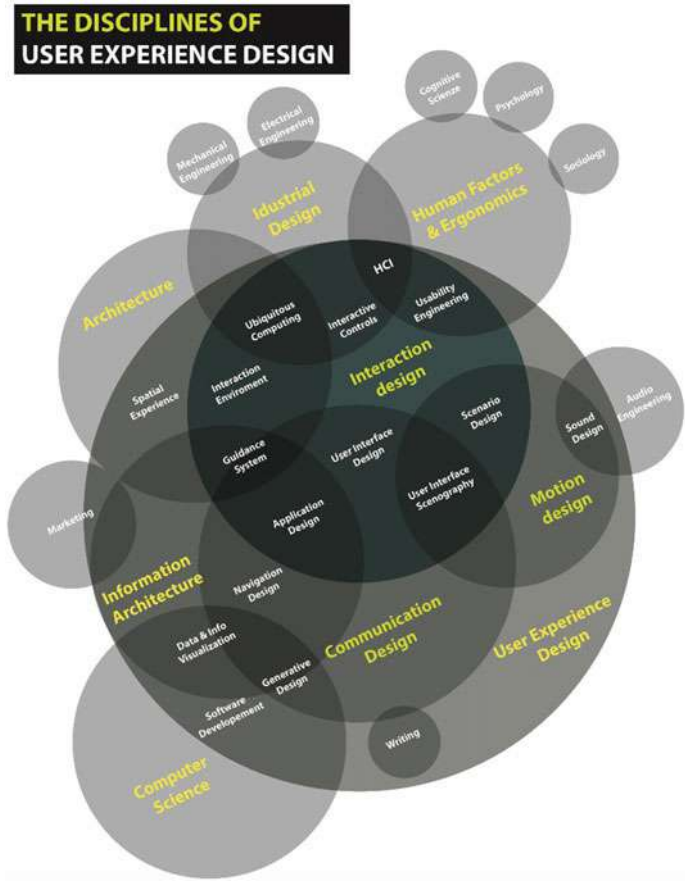 THE DISCIPLINES OF
USER EXPERIENCE DESIGN
Cognitive
Scienze
Psychology
Sociology
Electrical
Engineering
Mechanical
Engineering
Idustrial
Design
Human Factors
& Ergonomics
Architecture
HCI
Ubiquitous
Computing
Interactive
Controls
Usability
Engineering
Interaction
design
Spatial
Experience
Interaction
Enviroment
Scenario
Design
Sound
Design
Audio
Engineering
Guidance
System
User Interface
Design
User Interface
Scenography
Motion
design
Marketing
Application
Design
Information
Architecture
Navigation
Design
Communication
Design
User Experience
Design
Data & Info
Visualization
Generative
Design
Software
Developement
Writing
Computer
Science